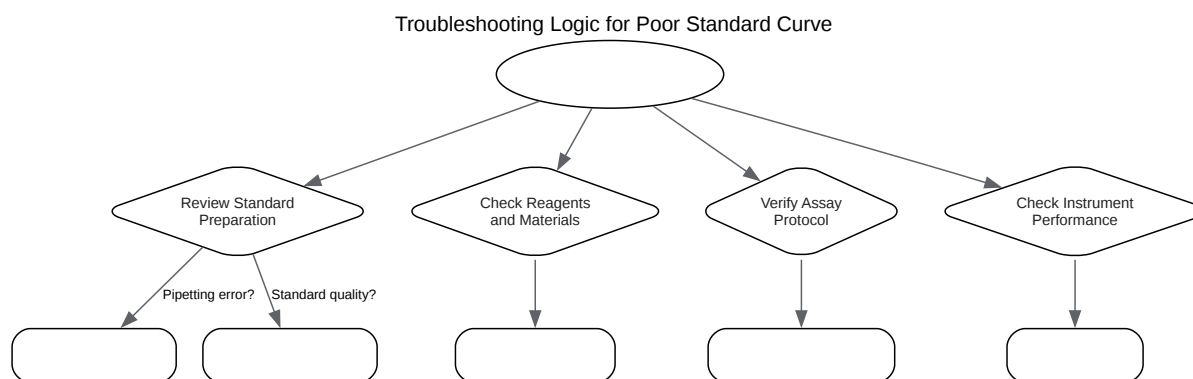 Troubleshooting Logic for Poor Standard Curve
Review Standard
Preparation
Check Reagents
and Materials
Verify Assay
Protocol
Check Instrument
Performance
Pipetting error?
Standard quality?